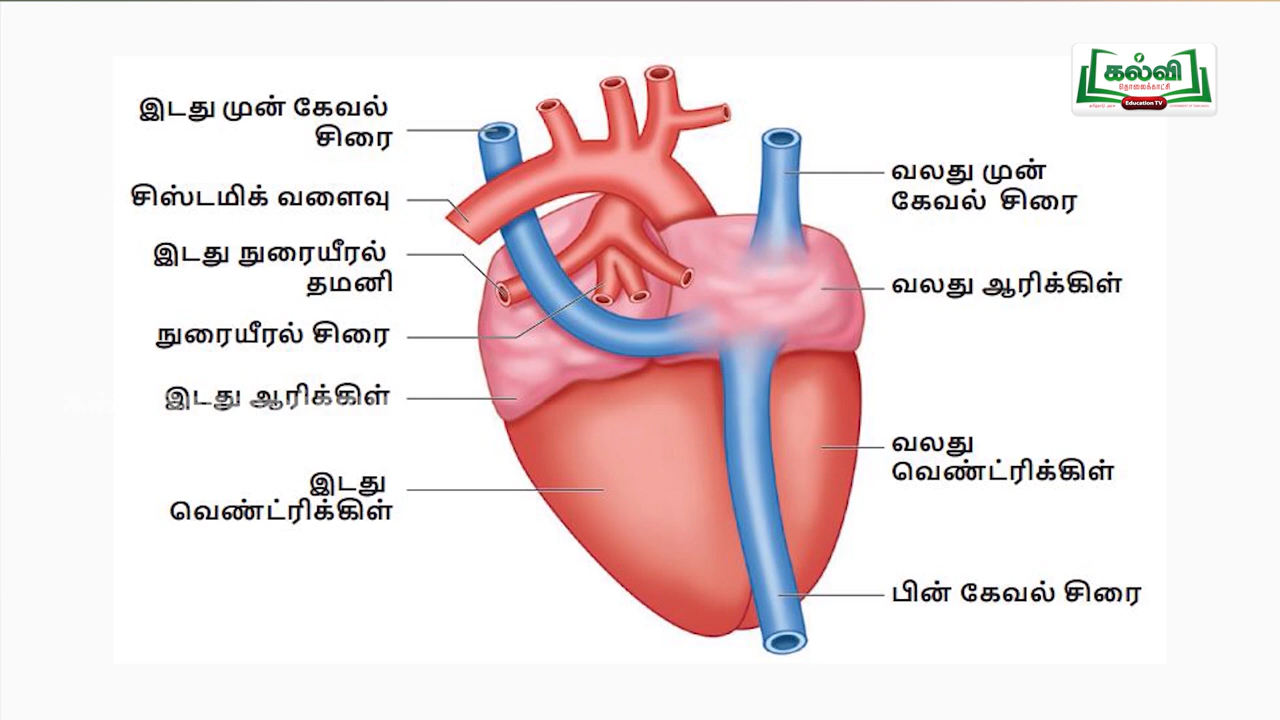 கல்வி
தொலைக்காட்சி
Education TV
இடது முன் கேவல்
சிரை
சிஸ்டமிக் வளைவு
இடது நுரையீரல்
தமனி
நுரையீரல் சிரை
இடது ஆரிக்கிள்
இடது
வெண்ட்ரிக்கிள்
வலது முன்
கேவல் சிரை
வலது ஆரிக்கிள்
வலது
வெண்ட்ரிக்கிள்
பின் கேவல் சிரை